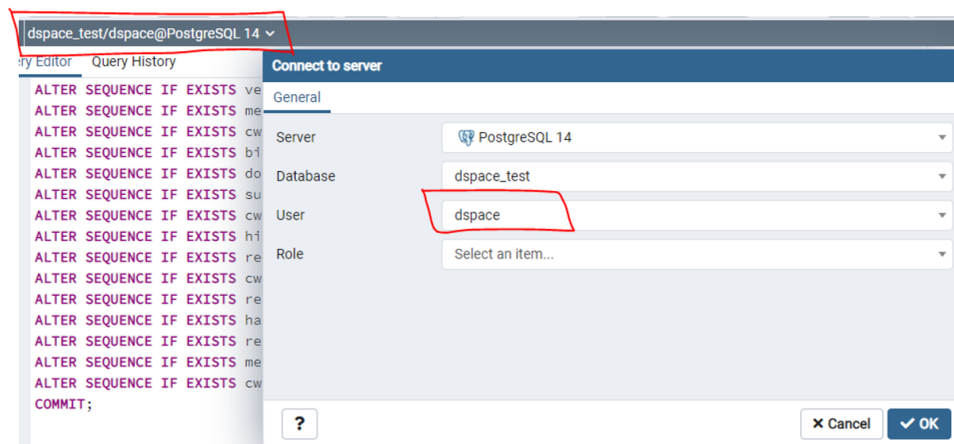 dspace_test/dspace@PostgreSQL 14
Editor Query History
ALTER SEQUENCE IF EXISTS ve
ALTER SEQUENCE IF EXISTS me
ALTER SEQUENCE IF EXISTS cw
ALTER SEQUENCE IF EXISTS bi
ALTER SEQUENCE IF EXISTS do
ALTER SEQUENCE IF EXISTS su
ALTER SEQUENCE IF EXISTS cw
ALTER SEQUENCE IF EXISTS hi
ALTER SEQUENCE IF EXISTS re
ALTER SEQUENCE IF EXISTS cw
ALTER SEQUENCE IF EXISTS re
ALTER SEQUENCE IF EXISTS ha
ALTER SEQUENCE IF EXISTS re
ALTER SEQUENCE IF EXISTS me
ALTER SEQUENCE IF EXISTS cw
COMMIT;
Connect to server
General
Server PostgreSQL 14
Database dspace_test
User dspace
Role Select an item...
? Cancel OK